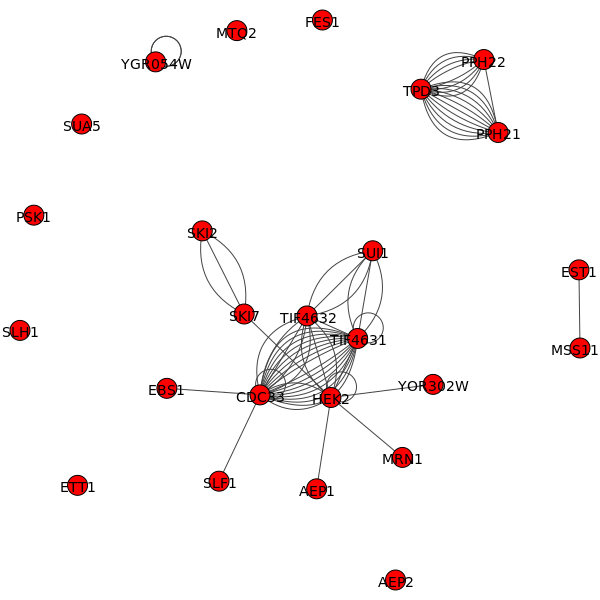 FES1
MTQ2
YGR054W
PPH22
TPD3
SUA5
PPH21
PSK1
SKI2
SUI1
EST1
SKI7
TIF4632
SLH1
TIF4631
MSS11
EBS1
CDC33
HEK2
YOR302W
MRN1
SLF1
ETT1
AEP1
AEP2